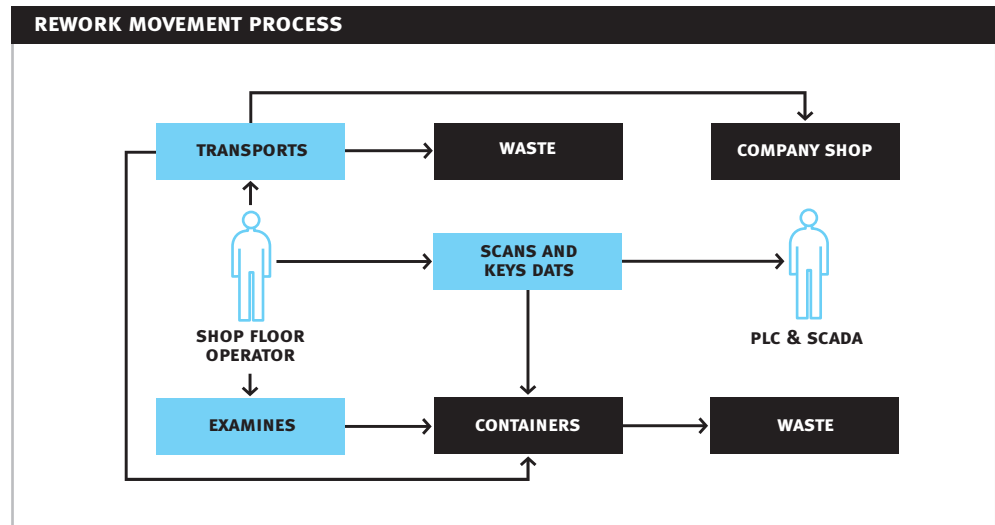 REWORK MOVEMENT PROCESS
TRANSPORTS
WASTE
COMPANY SHOP
SCANS AND
KEYS DATS
SHOP FLOOR
OPERATOR
PLC & SCADA
EXAMINES
CONTAINERS
WASTE